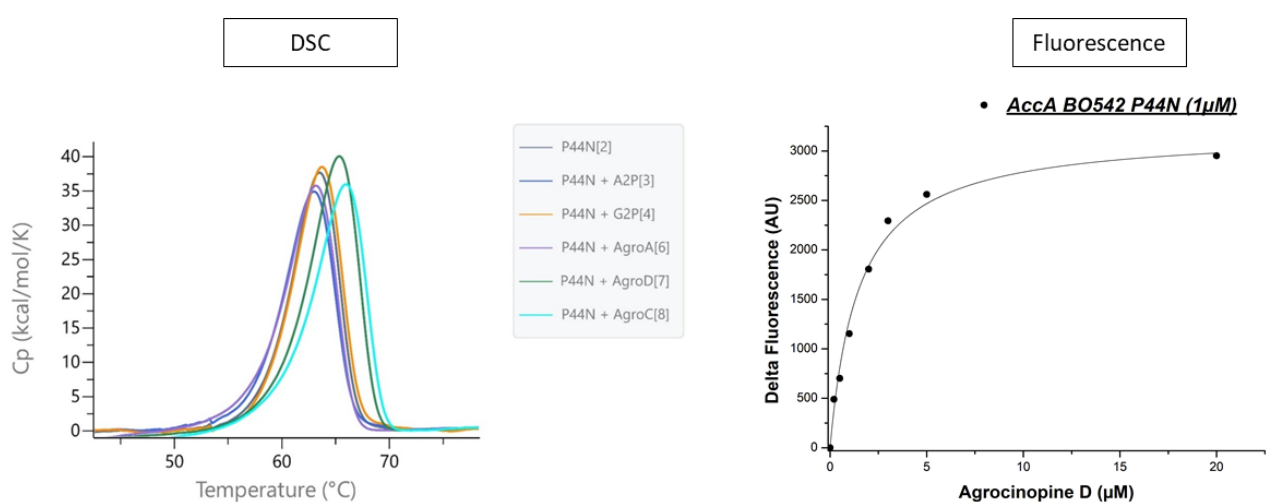 DSC
Fluorescence
AccA BO542 P44N (1µM)
Cp (kcal/mol/K)
40
35
30
25
20
15
10
5
0
50 60 70
Temperature (°C)
P44N[2]
P44N + A2P[3]
P44N + G2P[4]
P44N + AgroA[6]
P44N + AgroD[7]
P44N + AgroC[8]
Delta Fluorescence (AU)
3000
2500
2000
1500
1000
500
0
0 5 10 15 20
Agrocinopine D (µM)